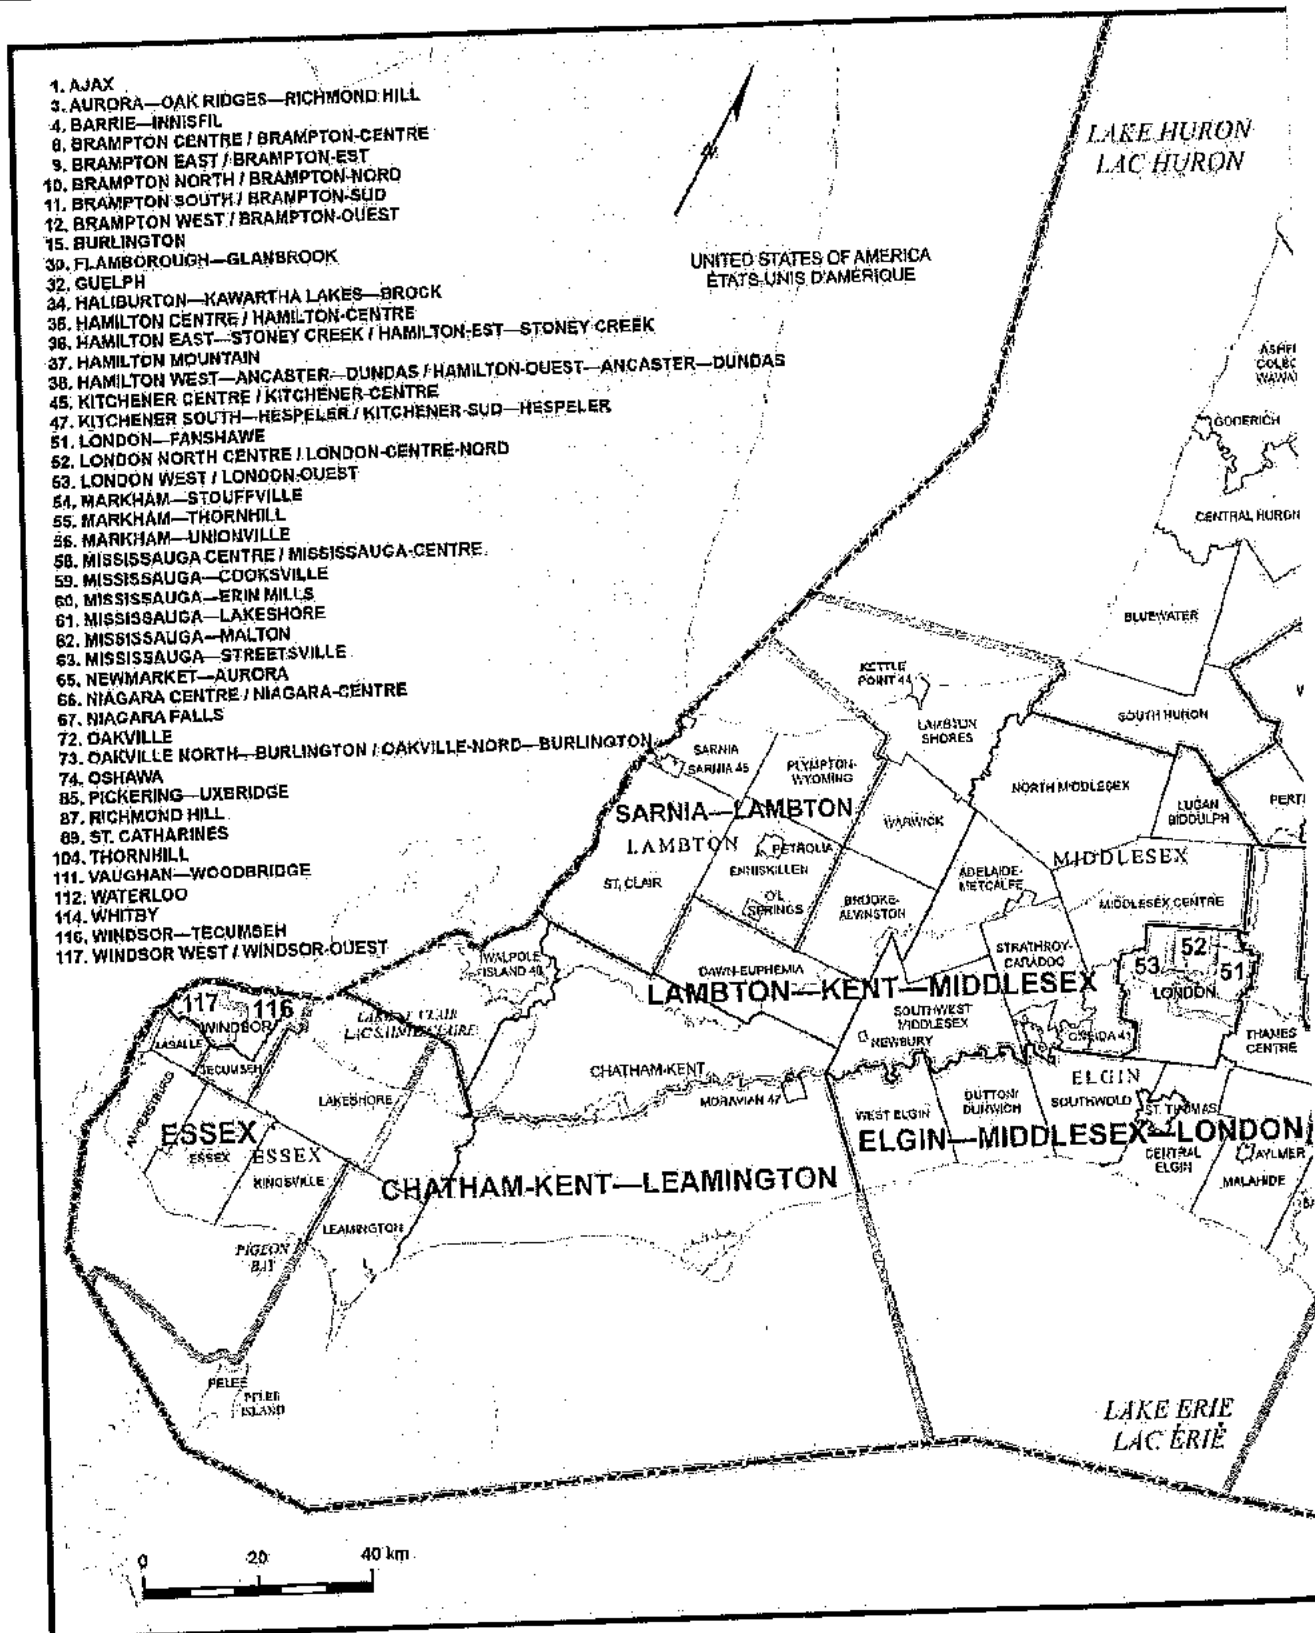 1. AJAX
3. AURORA—OAK RIDGES—RICHMOND HILL
4. BARRIE—INNISFIL
8. BRAMPTON CENTRE / BRAMPTON-CENTRE
9. BRAMPTON EAST / BRAMPTON-EST
10. BRAMPTON NORTH / BRAMPTON-NORD
11. BRAMPTON SOUTH / BRAMPTON-SUD
12. BRAMPTON WEST / BRAMPTON-OUEST
15. BURLINGTON
30. FLAMBOROUGH—GLANBROOK
32. GUELPH
34. HALIBURTON—KAWARTHA LAKES—BROCK
35. HAMILTON CENTRE / HAMILTON-CENTRE
36. HAMILTON EAST—STONEY CREEK / HAMILTON-EST—STONEY CREEK
37. HAMILTON MOUNTAIN
38. HAMILTON WEST—ANCASTER—DUNDAS / HAMILTON-OUEST—ANCASTER—DUNDAS
45. KITCHENER CENTRE / KITCHENER-CENTRE
47. KITCHENER SOUTH—HESPELER / KITCHENER-SUD—HESPELER
51. LONDON—FANSHAWE
52. LONDON NORTH CENTRE / LONDON-CENTRE-NORD
53. LONDON WEST / LONDON-OUEST
54. MARKHAM—STOUFFVILLE
55. MARKHAM—THORNHILL
56. MARKHAM—UNIONVILLE
58. MISSISSAUGA CENTRE / MISSISSAUGA-CENTRE
59. MISSISSAUGA—COOKSVILLE
60. MISSISSAUGA—ERIN MILLS
61. MISSISSAUGA—LAKESHORE
62. MISSISSAUGA—MALTON
63. MISSISSAUGA—STREETSVILLE
65. NEWMARKET—AURORA
66. NIAGARA CENTRE / NIAGARA-CENTRE
67. NIAGARA FALLS
72. OAKVILLE
73. OAKVILLE NORTH—BURLINGTON / OAKVILLE-NORD—BURLINGTON
74. OSHAWA
85. PICKERING—UXBRIDGE
87. RICHMOND HILL
89. ST. CATHARINES
104. THORNHILL
111. VAUGHAN—WOODBRIDGE
112. WATERLOO
114. WHITBY
116. WINDSOR—TECUMSEH
117. WINDSOR WEST / WINDSOR-OUEST
N
LAKE HURON
LAC HURON
UNITED STATES OF AMERICA
ÉTATS-UNIS D'AMÉRIQUE
GODERICH
CENTRAL HURON
BLUEWATER
KETTLE
POINT 44
LAMBTON
SHORES
SOUTH HURON
SARNIA
SARNIA 45
PLYMPTON-
WYOMING
NORTH MIDDLESEX
LUCAN
BIDDULPH
PERT
SARNIA—LAMBTON
WARWICK
LAMBTON
PETROLIA
MIDDLESEX
ST. CLAIR
ENNISKILLEN
ADELAIDE-
METCALFE
OIL
SPRINGS
BROOKE-
ALVINSTON
MIDDLESEX CENTRE
STRATHROY-
CARADOC
52
53
51
LONDON
WALPOLE
ISLAND 46
DAWN-EUPHEMIA
LAMBTON—KENT—MIDDLESEX
117
116
WINDSOR
LAKE ST. CLAIR
LAC SAINTE-CLAIRE
SOUTHWEST
MIDDLESEX
NEWBURY
ONEIDA 41
THAMES
CENTRE
LASALLE
TECUMSEH
CHATHAM-KENT
MORAVIAN 47
ELGIN
LAKESHORE
AMHERSTBURG
WEST ELGIN
DUTTON/
DUNWICH
SOUTHWOLD
ST. THOMAS
ESSEX
ESSEX
ESSEX
ELGIN—MIDDLESEX—LONDON
CENTRAL
ELGIN
AYLMER
KINGSVILLE
CHATHAM-KENT—LEAMINGTON
MALAHIDE
LEAMINGTON
PIGEON
BAY
PELEE
PELEE
ISLAND
LAKE ERIE
LAC ÉRIÉ
0 20 40 km